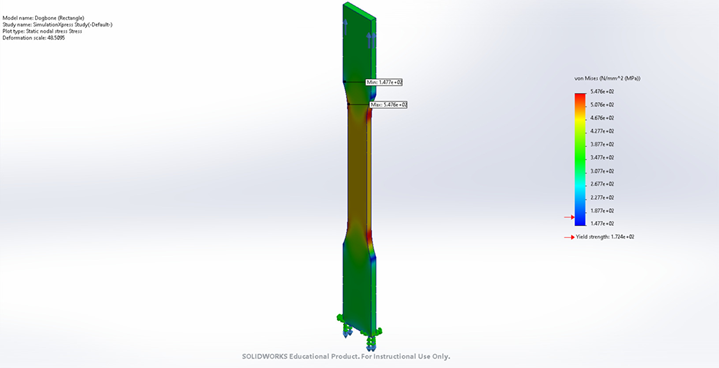 Model name: Dogbone (Rectangle)
Study name: SimulationXpress Study(-Default-)
Plot type: Static nodal stress Stress
Deformation scale: 48.5095
Min: 1.477e+02
Max: 5.476e+02
von Mises (N/mm^2 (MPa))
5.476e+02
5.076e+02
4.676e+02
4.277e+02
3.877e+02
3.477e+02
3.077e+02
2.677e+02
2.277e+02
1.877e+02
1.477e+02
Yield strength: 1.724e+02
SOLIDWORKS Educational Product. For Instructional Use Only.